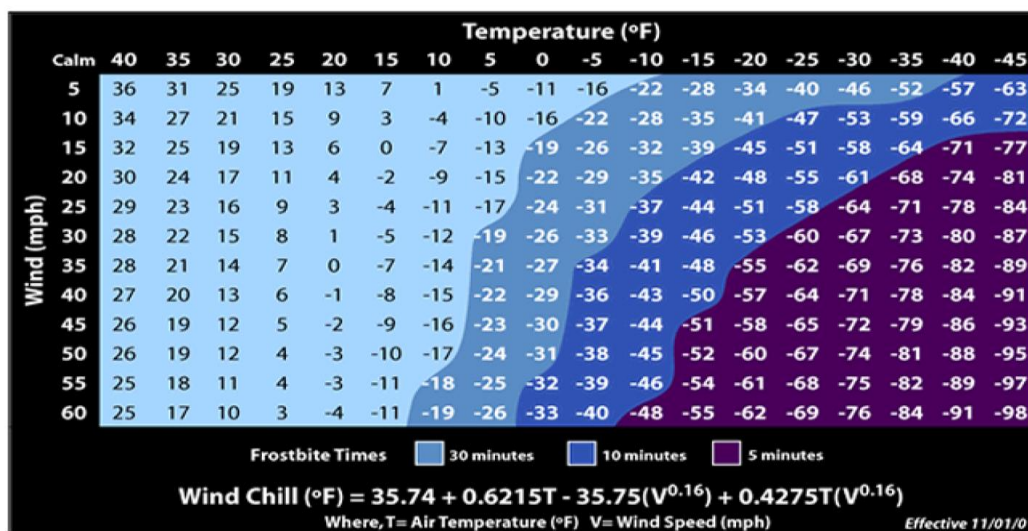 Temperature (ºF)
Calm 40 35 30 25 20 15 10 5 0 -5 -10 -15 -20 -25 -30 -35 -40 -45
5 36 31 25 19 13 7 1 -5 -11 -16 -22 -28 -34 -40 -46 -52 -57 -63
10 34 27 21 15 9 3 -4 -10 -16 -22 -28 -35 -41 -47 -53 -59 -66 -72
15 32 25 19 13 6 0 -7 -13 -19 -26 -32 -39 -45 -51 -58 -64 -71 -77
20 30 24 17 11 4 -2 -9 -15 -22 -29 -35 -42 -48 -55 -61 -68 -74 -81
25 29 23 16 9 3 -4 -11 -17 -24 -31 -37 -44 -51 -58 -64 -71 -78 -84
30 28 22 15 8 1 -5 -12 -19 -26 -33 -39 -46 -53 -60 -67 -73 -80 -87
35 28 21 14 7 0 -7 -14 -21 -27 -34 -41 -48 -55 -62 -69 -76 -82 -89
40 27 20 13 6 -1 -8 -15 -22 -29 -36 -43 -50 -57 -64 -71 -78 -84 -91
45 26 19 12 5 -2 -9 -16 -23 -30 -37 -44 -51 -58 -65 -72 -79 -86 -93
50 26 19 12 4 -3 -10 -17 -24 -31 -38 -45 -52 -60 -67 -74 -81 -88 -95
55 25 18 11 4 -3 -11 -18 -25 -32 -39 -46 -54 -61 -68 -75 -82 -89 -97
60 25 17 10 3 -4 -11 -19 -26 -33 -40 -48 -55 -62 -69 -76 -84 -91 -98
Wind (mph)
Frostbite Times 30 minutes 10 minutes 5 minutes
Wind Chill (ºF) = 35.74 + 0.6215T - 35.75(V0.16) + 0.4275T(V0.16)
Where, T= Air Temperature (ºF) V= Wind Speed (mph) Effective 11/01/0